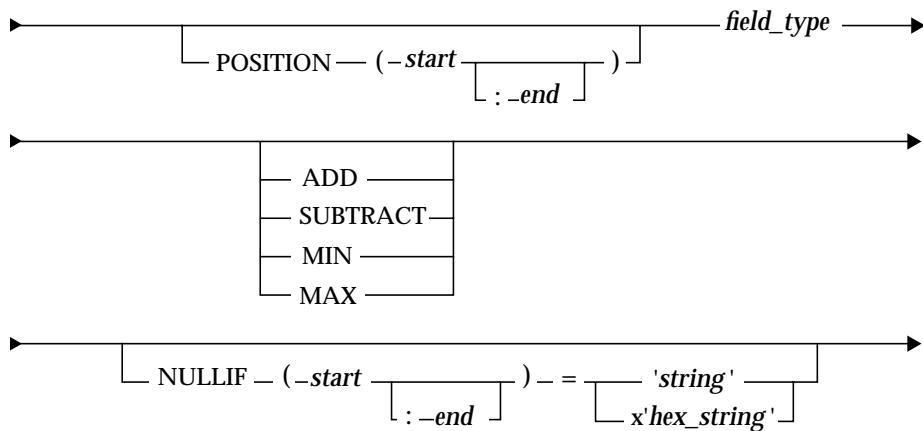 field_type
POSITION ( start ) 
: end
ADD
SUBTRACT
MIN
MAX
NULLIF ( start ) = 'string'
: end x'hex_string'